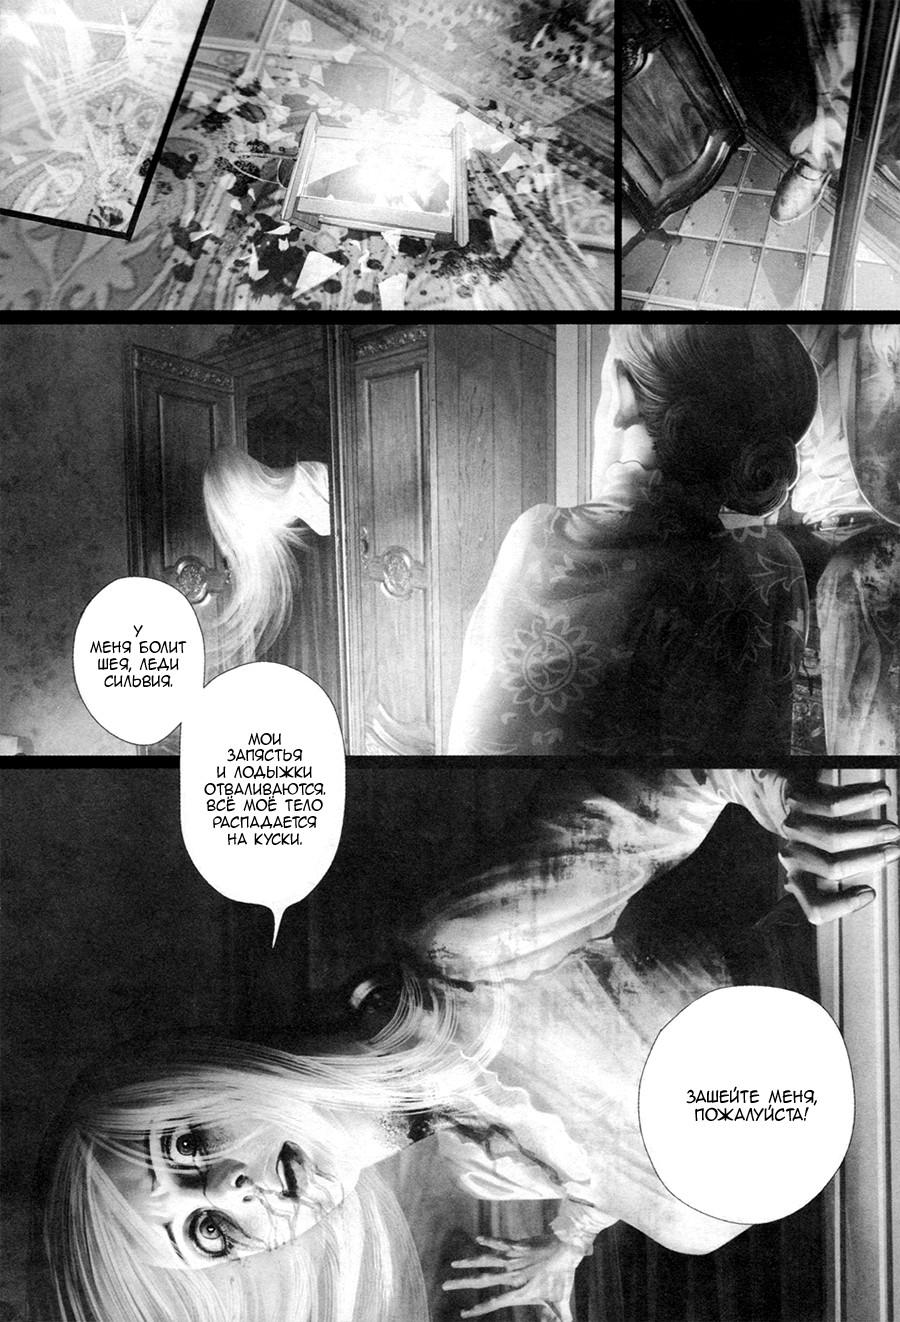 У
МЕНЯ БОЛИТ
ШЕЯ, ЛЕДИ
СИЛЬВИЯ.
МОИ
ЗАПЯСТЬЯ
И ЛОДЫЖКИ
ОТВАЛИВАЮТСЯ.
ВСЁ МОЁ ТЕЛО
РАСПАДАЕТСЯ
НА КУСКИ.
ЗАШЕЙТЕ МЕНЯ,
ПОЖАЛУЙСТА!